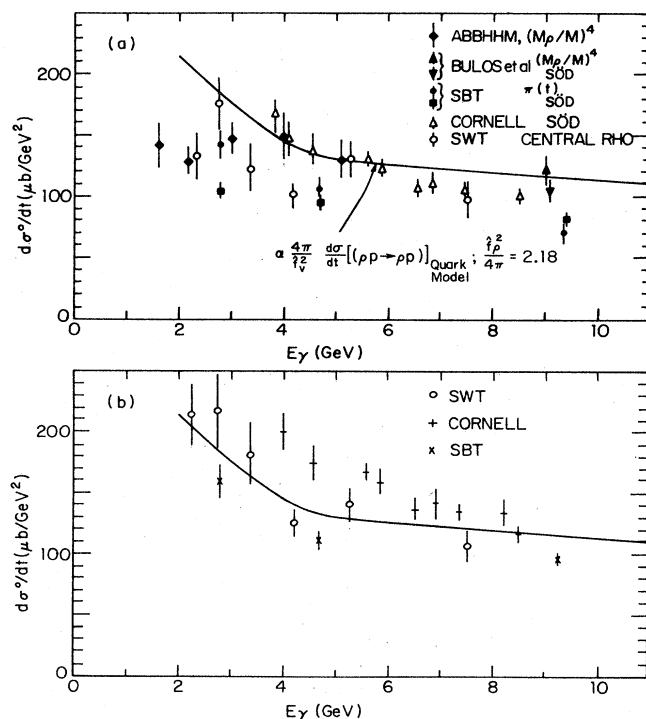 (a)
ABBHHM, (Mρ/M)⁴
BULOS et al (Mρ/M)⁴
SÖD
SBT π(t)
SÖD
CORNELL SÖD
SWT CENTRAL RHO
200
150
100
50
0
dσ°/dt (μb/GeV²)
α 4π/f̂ᵥ² dσ/dt [(ρp→ρp)]Quark Model ; f̂ρ²/4π = 2.18
0 2 4 6 8 10
Eγ (GeV)
(b)
SWT
CORNELL
SBT
200
100
0
dσ°/dt (μb/GeV²)
0 2 4 6 8 10
Eγ (GeV)